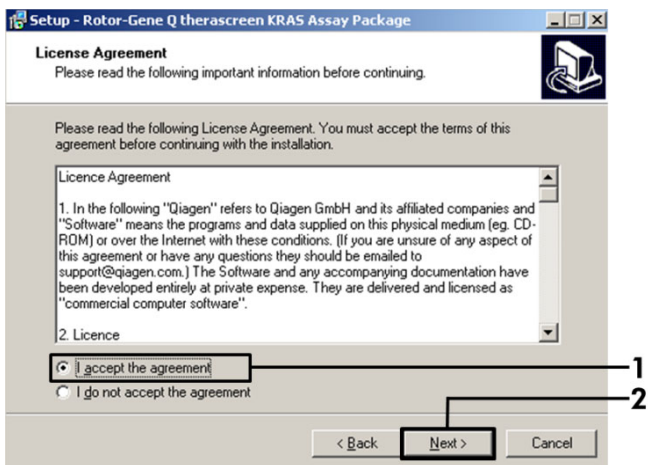 Setup - Rotor-Gene Q therascreen KRAS Assay Package
License Agreement
Please read the following important information before continuing.
Please read the following License Agreement. You must accept the terms of this
agreement before continuing with the installation.
Licence Agreement
1. In the following "Qiagen" refers to Qiagen GmbH and its affiliated companies and
"Software" means the programs and data supplied on this physical medium (eg. CD-
ROM) or over the Internet with these conditions. (If you are unsure of any aspect of
this agreement or have any questions they should be emailed to
support@qiagen.com.) The Software and any accompanying documentation have
been developed entirely at private expense. They are delivered and licensed as
"commercial computer software".
2. Licence
I accept the agreement
1
I do not accept the agreement
2
< Back
Next >
Cancel